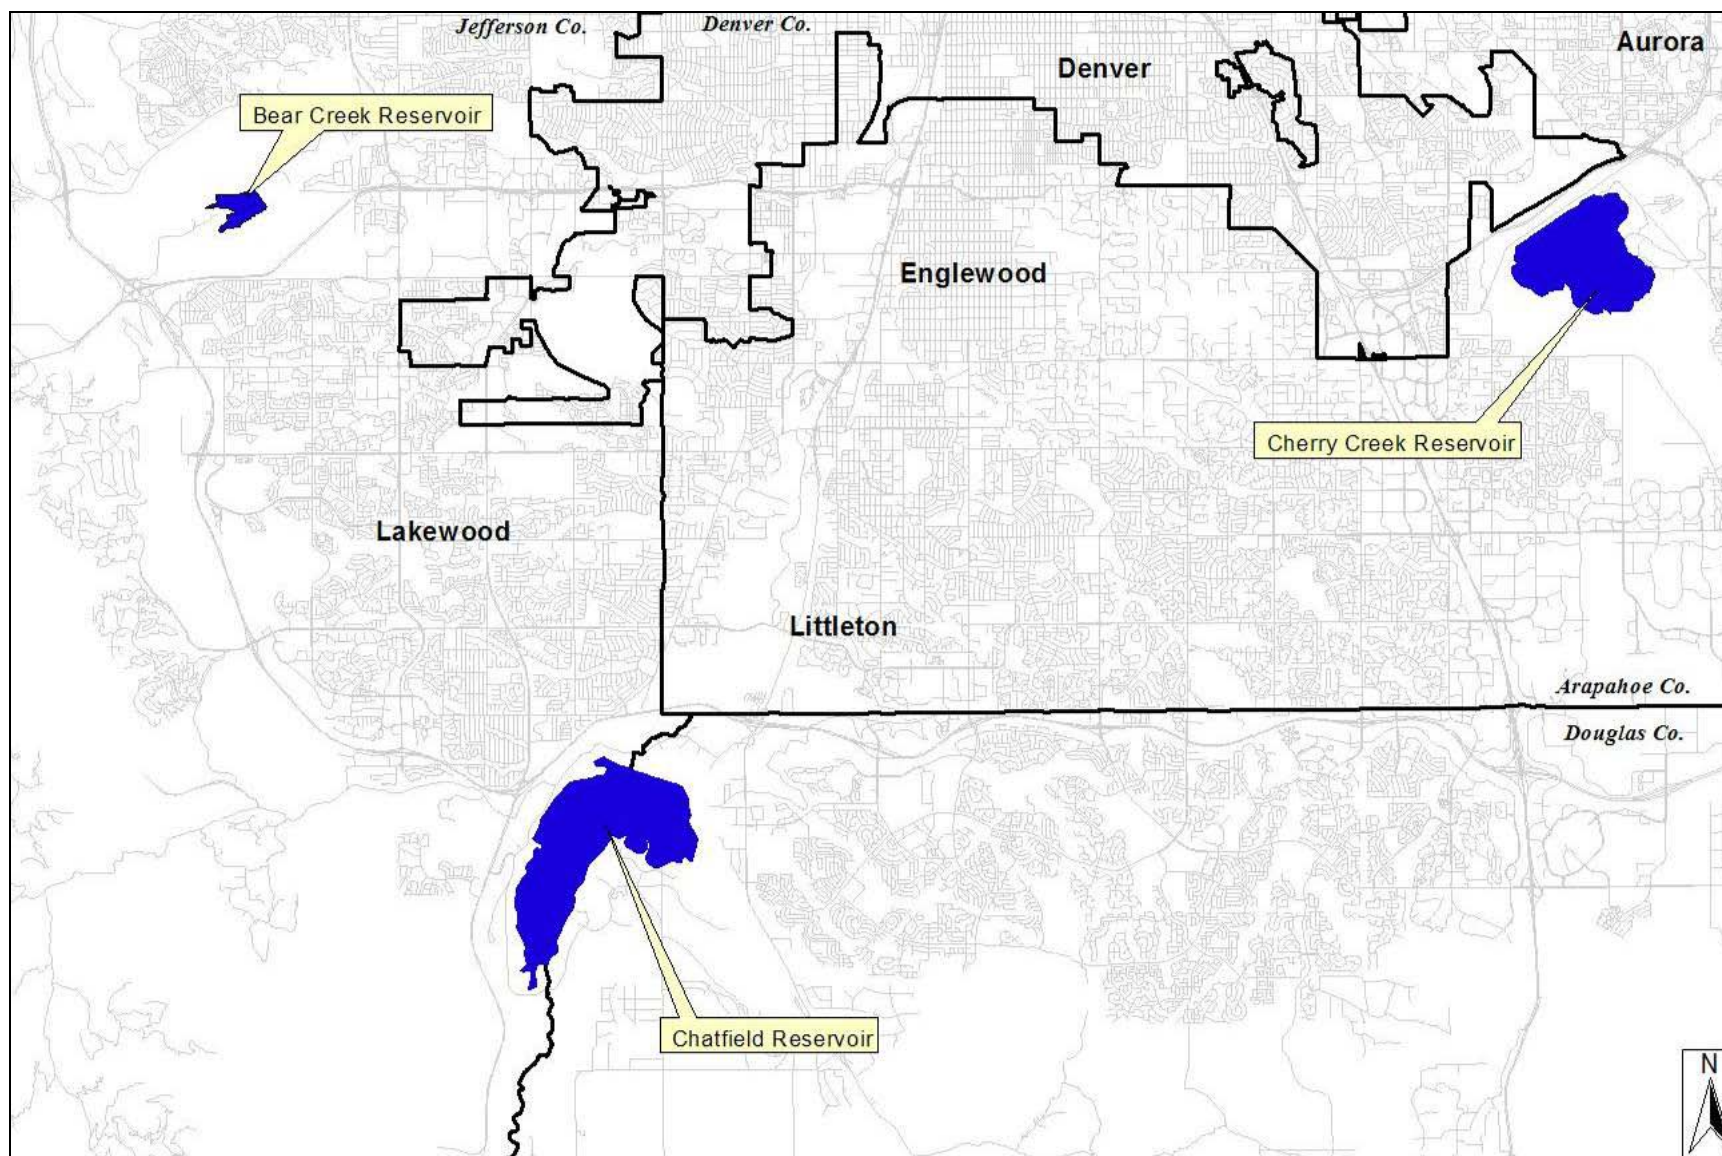 Jefferson Co.
Denver Co.
Aurora
Denver
Bear Creek Reservoir
Englewood
Cherry Creek Reservoir
Lakewood
Littleton
Arapahoe Co.
Douglas Co.
Chatfield Reservoir
N